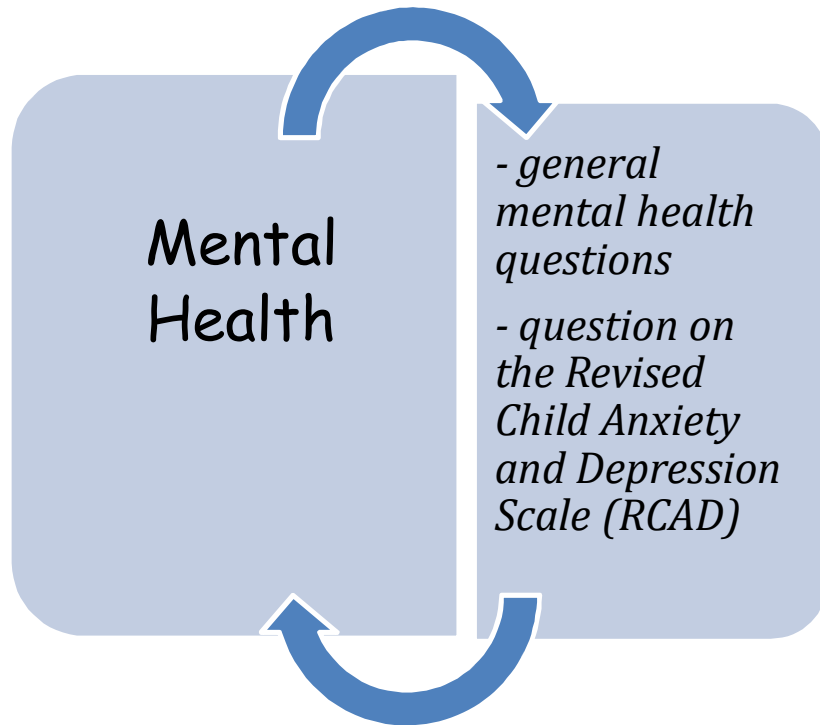 Mental
Health
- general
mental health
questions
- question on
the Revised
Child Anxiety
and Depression
Scale (RCAD)